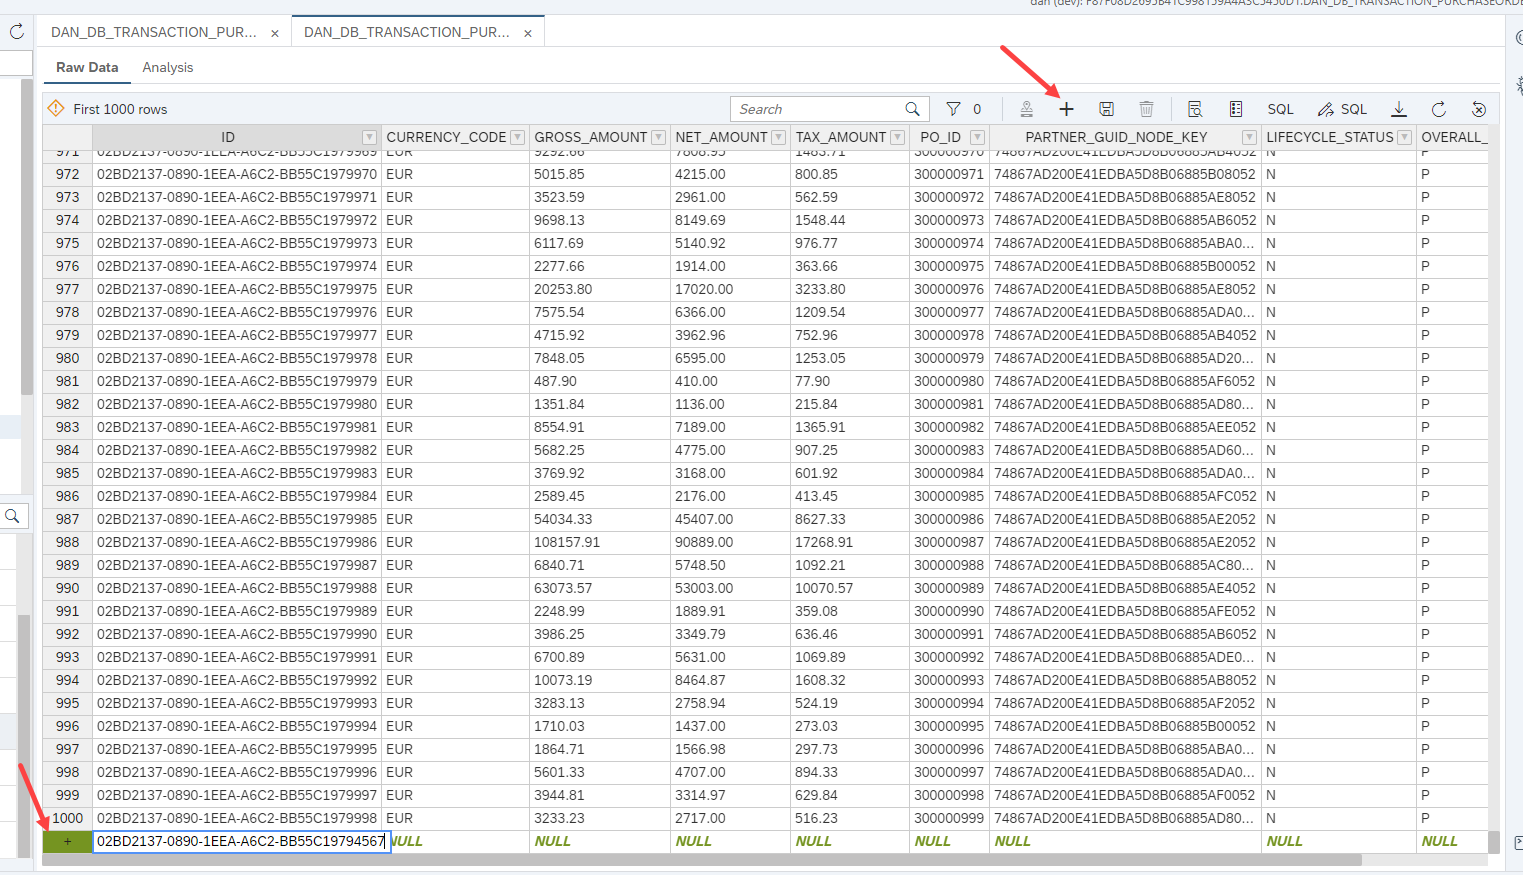 dan (dev): F87F08D2695B41C998159A4A3C5450D1.DAN_DB_TRANSACTION_PURCHASEORDE
DAN_DB_TRANSACTION_PUR... × DAN_DB_TRANSACTION_PUR... ×
Raw Data Analysis
First 1000 rows Search 0 SQL SQL
ID CURRENCY_CODE GROSS_AMOUNT NET_AMOUNT TAX_AMOUNT PO_ID PARTNER_GUID_NODE_KEY LIFECYCLE_STATUS OVERALL_
971 02BD2137-0890-1EEA-A6C2-BB55C1979969 EUR 9292.66 7808.95 1483.71 300000970 74867AD200E41EDBA5D8B06885AB4052 N P
972 02BD2137-0890-1EEA-A6C2-BB55C1979970 EUR 5015.85 4215.00 800.85 300000971 74867AD200E41EDBA5D8B06885B08052 N P
973 02BD2137-0890-1EEA-A6C2-BB55C1979971 EUR 3523.59 2961.00 562.59 300000972 74867AD200E41EDBA5D8B06885AE8052 N P
974 02BD2137-0890-1EEA-A6C2-BB55C1979972 EUR 9698.13 8149.69 1548.44 300000973 74867AD200E41EDBA5D8B06885AB6052 N P
975 02BD2137-0890-1EEA-A6C2-BB55C1979973 EUR 6117.69 5140.92 976.77 300000974 74867AD200E41EDBA5D8B06885ABA0... N P
976 02BD2137-0890-1EEA-A6C2-BB55C1979974 EUR 2277.66 1914.00 363.66 300000975 74867AD200E41EDBA5D8B06885B00052 N P
977 02BD2137-0890-1EEA-A6C2-BB55C1979975 EUR 20253.80 17020.00 3233.80 300000976 74867AD200E41EDBA5D8B06885AE8052 N P
978 02BD2137-0890-1EEA-A6C2-BB55C1979976 EUR 7575.54 6366.00 1209.54 300000977 74867AD200E41EDBA5D8B06885ADA0... N P
979 02BD2137-0890-1EEA-A6C2-BB55C1979977 EUR 4715.92 3962.96 752.96 300000978 74867AD200E41EDBA5D8B06885AB4052 N P
980 02BD2137-0890-1EEA-A6C2-BB55C1979978 EUR 7848.05 6595.00 1253.05 300000979 74867AD200E41EDBA5D8B06885AD20... N P
981 02BD2137-0890-1EEA-A6C2-BB55C1979979 EUR 487.90 410.00 77.90 300000980 74867AD200E41EDBA5D8B06885AF6052 N P
982 02BD2137-0890-1EEA-A6C2-BB55C1979980 EUR 1351.84 1136.00 215.84 300000981 74867AD200E41EDBA5D8B06885AD80... N P
983 02BD2137-0890-1EEA-A6C2-BB55C1979981 EUR 8554.91 7189.00 1365.91 300000982 74867AD200E41EDBA5D8B06885AEE052 N P
984 02BD2137-0890-1EEA-A6C2-BB55C1979982 EUR 5682.25 4775.00 907.25 300000983 74867AD200E41EDBA5D8B06885AD60... N P
985 02BD2137-0890-1EEA-A6C2-BB55C1979983 EUR 3769.92 3168.00 601.92 300000984 74867AD200E41EDBA5D8B06885ADA0... N P
986 02BD2137-0890-1EEA-A6C2-BB55C1979984 EUR 2589.45 2176.00 413.45 300000985 74867AD200E41EDBA5D8B06885AFC052 N P
987 02BD2137-0890-1EEA-A6C2-BB55C1979985 EUR 54034.33 45407.00 8627.33 300000986 74867AD200E41EDBA5D8B06885AE2052 N P
988 02BD2137-0890-1EEA-A6C2-BB55C1979986 EUR 108157.91 90889.00 17268.91 300000987 74867AD200E41EDBA5D8B06885AE2052 N P
989 02BD2137-0890-1EEA-A6C2-BB55C1979987 EUR 6840.71 5748.50 1092.21 300000988 74867AD200E41EDBA5D8B06885AC80... N P
990 02BD2137-0890-1EEA-A6C2-BB55C1979988 EUR 63073.57 53003.00 10070.57 300000989 74867AD200E41EDBA5D8B06885AE4052 N P
991 02BD2137-0890-1EEA-A6C2-BB55C1979989 EUR 2248.99 1889.91 359.08 300000990 74867AD200E41EDBA5D8B06885AFE052 N P
992 02BD2137-0890-1EEA-A6C2-BB55C1979990 EUR 3986.25 3349.79 636.46 300000991 74867AD200E41EDBA5D8B06885AB6052 N P
993 02BD2137-0890-1EEA-A6C2-BB55C1979991 EUR 6700.89 5631.00 1069.89 300000992 74867AD200E41EDBA5D8B06885ADE0... N P
994 02BD2137-0890-1EEA-A6C2-BB55C1979992 EUR 10073.19 8464.87 1608.32 300000993 74867AD200E41EDBA5D8B06885AB8052 N P
995 02BD2137-0890-1EEA-A6C2-BB55C1979993 EUR 3283.13 2758.94 524.19 300000994 74867AD200E41EDBA5D8B06885AF2052 N P
996 02BD2137-0890-1EEA-A6C2-BB55C1979994 EUR 1710.03 1437.00 273.03 300000995 74867AD200E41EDBA5D8B06885B00052 N P
997 02BD2137-0890-1EEA-A6C2-BB55C1979995 EUR 1864.71 1566.98 297.73 300000996 74867AD200E41EDBA5D8B06885ABA0... N P
998 02BD2137-0890-1EEA-A6C2-BB55C1979996 EUR 5601.33 4707.00 894.33 300000997 74867AD200E41EDBA5D8B06885ADA0... N P
999 02BD2137-0890-1EEA-A6C2-BB55C1979997 EUR 3944.81 3314.97 629.84 300000998 74867AD200E41EDBA5D8B06885AF0052 N P
1000 02BD2137-0890-1EEA-A6C2-BB55C1979998 EUR 3233.23 2717.00 516.23 300000999 74867AD200E41EDBA5D8B06885AD80... N P
+ 02BD2137-0890-1EEA-A6C2-BB55C19794567 NULL NULL NULL NULL NULL NULL NULL NULL